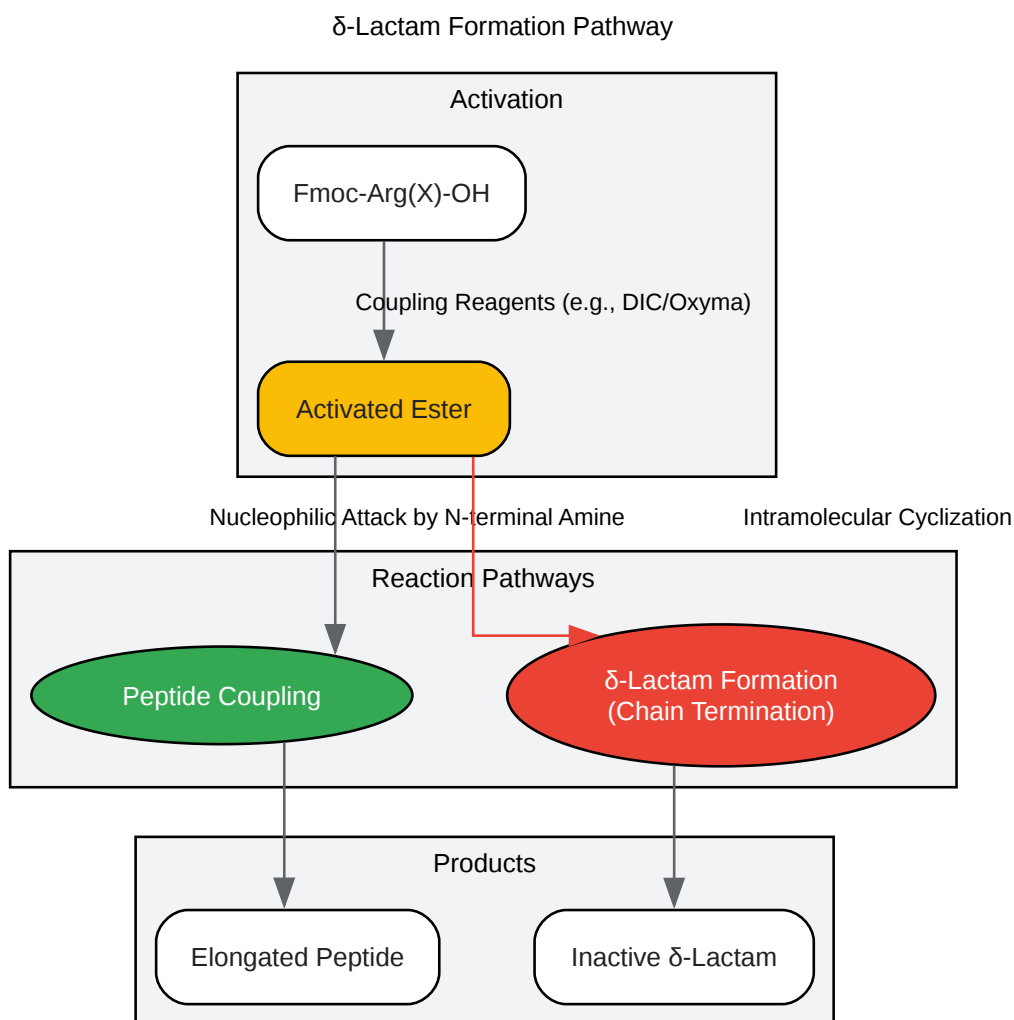 δ-Lactam Formation Pathway
Activation
Fmoc-Arg(X)-OH
Coupling Reagents (e.g., DIC/Oxyma)
Activated Ester
Nucleophilic Attack by N-terminal Amine
Intramolecular Cyclization
Reaction Pathways
Peptide Coupling
δ-Lactam Formation
(Chain Termination)
Products
Elongated Peptide
Inactive δ-Lactam